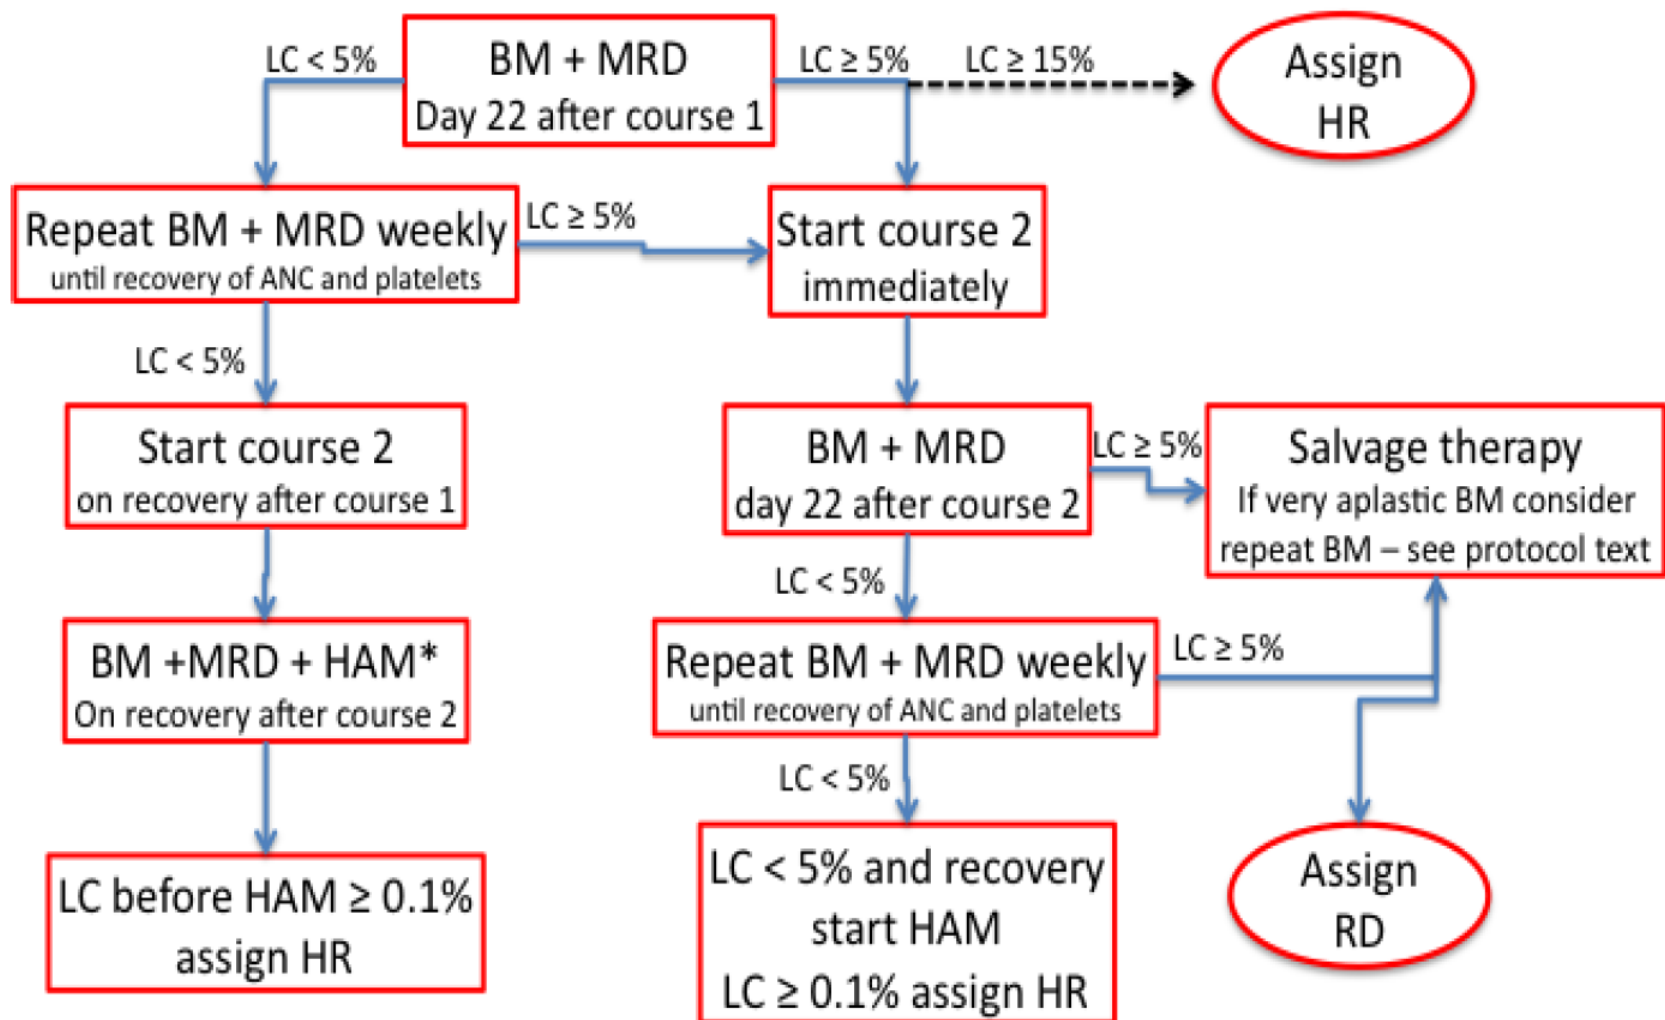 LC < 5%
BM + MRD
Day 22 after course 1
LC ≥ 5%
LC ≥ 15%
Assign
HR
Repeat BM + MRD weekly
until recovery of ANC and platelets
LC ≥ 5%
Start course 2
immediately
LC < 5%
Start course 2
on recovery after course 1
BM + MRD
day 22 after course 2
LC ≥ 5%
Salvage therapy
If very aplastic BM consider
repeat BM – see protocol text
LC < 5%
BM +MRD + HAM*
On recovery after course 2
Repeat BM + MRD weekly
until recovery of ANC and platelets
LC ≥ 5%
LC < 5%
LC before HAM ≥ 0.1%
assign HR
LC < 5% and recovery
start HAM
LC ≥ 0.1% assign HR
Assign
RD